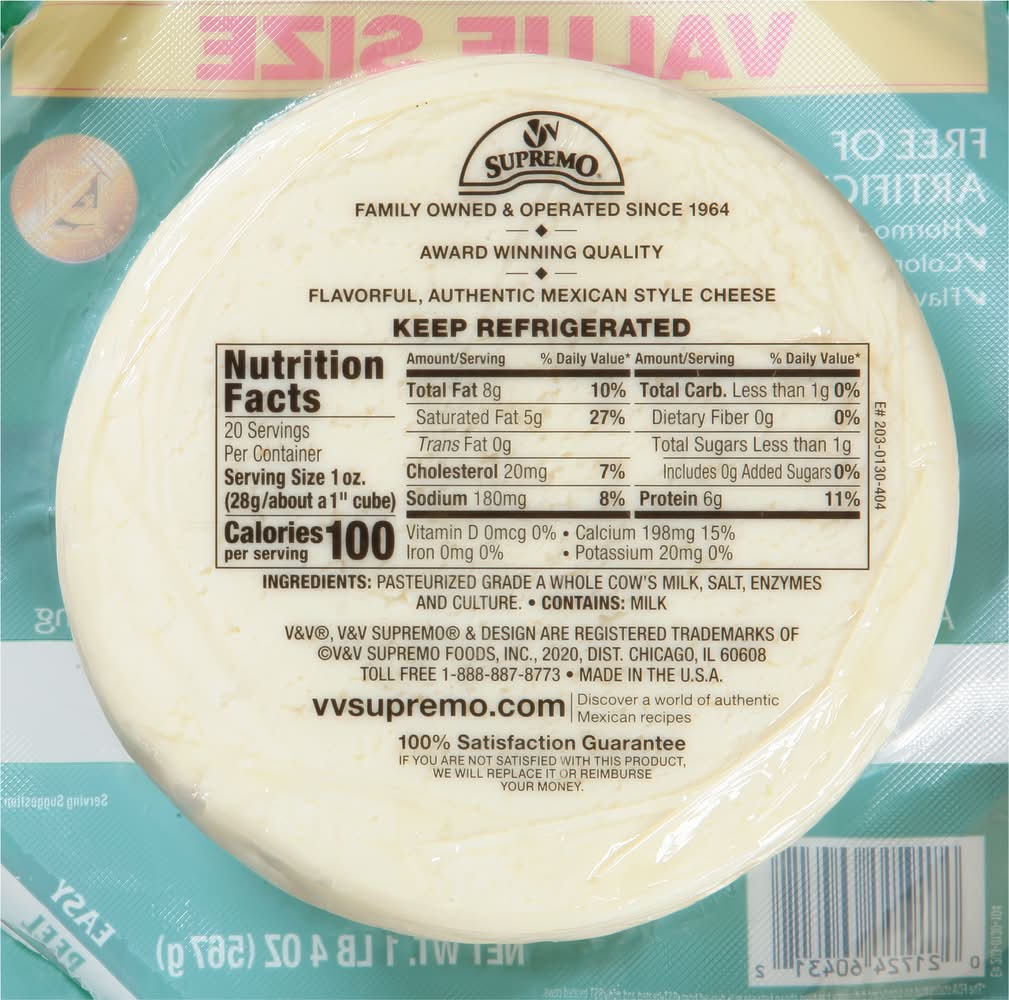 VALUE SIZE
FREE OF
✓Hormo
✓Color
✓Flav
VV
SUPREMO®
FAMILY OWNED & OPERATED SINCE 1964
AWARD WINNING QUALITY
FLAVORFUL, AUTHENTIC MEXICAN STYLE CHEESE
KEEP REFRIGERATED
Nutrition
Facts
20 Servings
Per Container
Serving Size 1 oz.
(28g/about a 1" cube)
Calories 100
per serving
Amount/Serving % Daily Value*
Total Fat 8g 10%
Saturated Fat 5g 27%
Trans Fat 0g
Cholesterol 20mg 7%
Sodium 180mg 8%
Amount/Serving % Daily Value*
Total Carb. Less than 1g 0%
Dietary Fiber 0g 0%
Total Sugars Less than 1g
Includes 0g Added Sugars 0%
Protein 6g 11%
Vitamin D 0mcg 0% • Calcium 198mg 15%
Iron 0mg 0% • Potassium 20mg 0%
E# 203-0130-404
INGREDIENTS: PASTEURIZED GRADE A WHOLE COW'S MILK, SALT, ENZYMES
AND CULTURE. • CONTAINS: MILK
V&V®, V&V SUPREMO® & DESIGN ARE REGISTERED TRADEMARKS OF
©V&V SUPREMO FOODS, INC., 2020, DIST. CHICAGO, IL 60608
TOLL FREE 1-888-887-8773 • MADE IN THE U.S.A.
vvsupremo.com
Discover a world of authentic
Mexican recipes
100% Satisfaction Guarantee
IF YOU ARE NOT SATISFIED WITH THIS PRODUCT,
WE WILL REPLACE IT OR REIMBURSE
YOUR MONEY.
Serving Suggestion
EASY
PEEL
NET WT. 1 LB 4 OZ (567g)
0 21724 60431 2
E# 203-0130-104